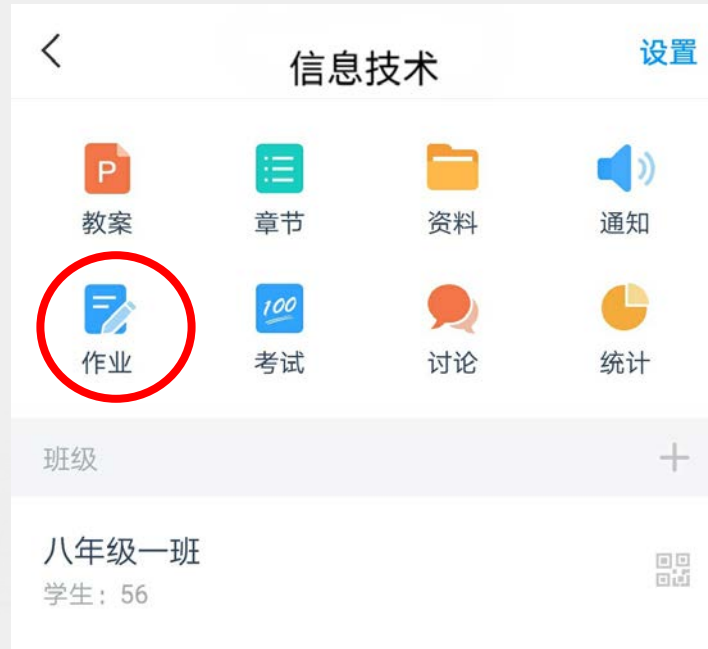 信息技术 设置
P
教案 章节 资料 通知
100
作业 考试 讨论 统计
班级
八年级一班
学生: 56